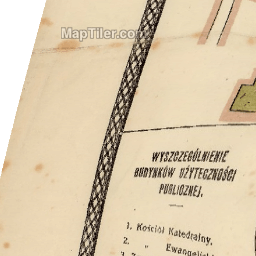 MapTiler.com
WYSZCZEGÓLNIENIE
BUDYNKÓW UŻYTECZNOŚCI
PUBLICZNEJ.
1. Kościół Katedralny,
2. „ Ewangelicki